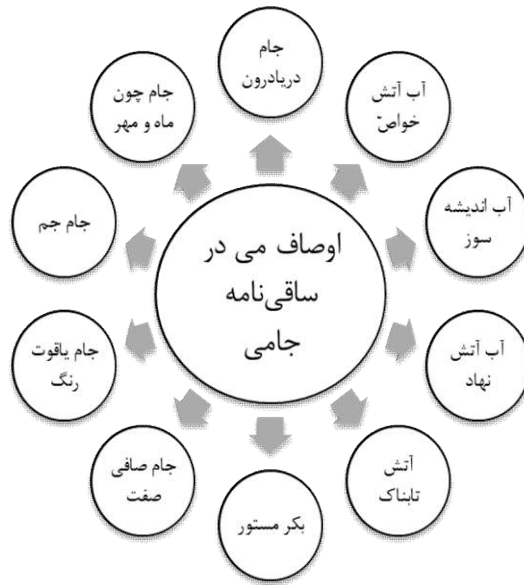 اوصاف می در
ساقی‌نامه
جامی
جام
دریادرون
آب آتش
خواصّ
آب اندیشه
سوز
آب آتش
نهاد
آتش
تابناک
بکر مستور
جام صافی
صفت
جام یاقوت
رنگ
جام جم
جام چون
ماه و مهر